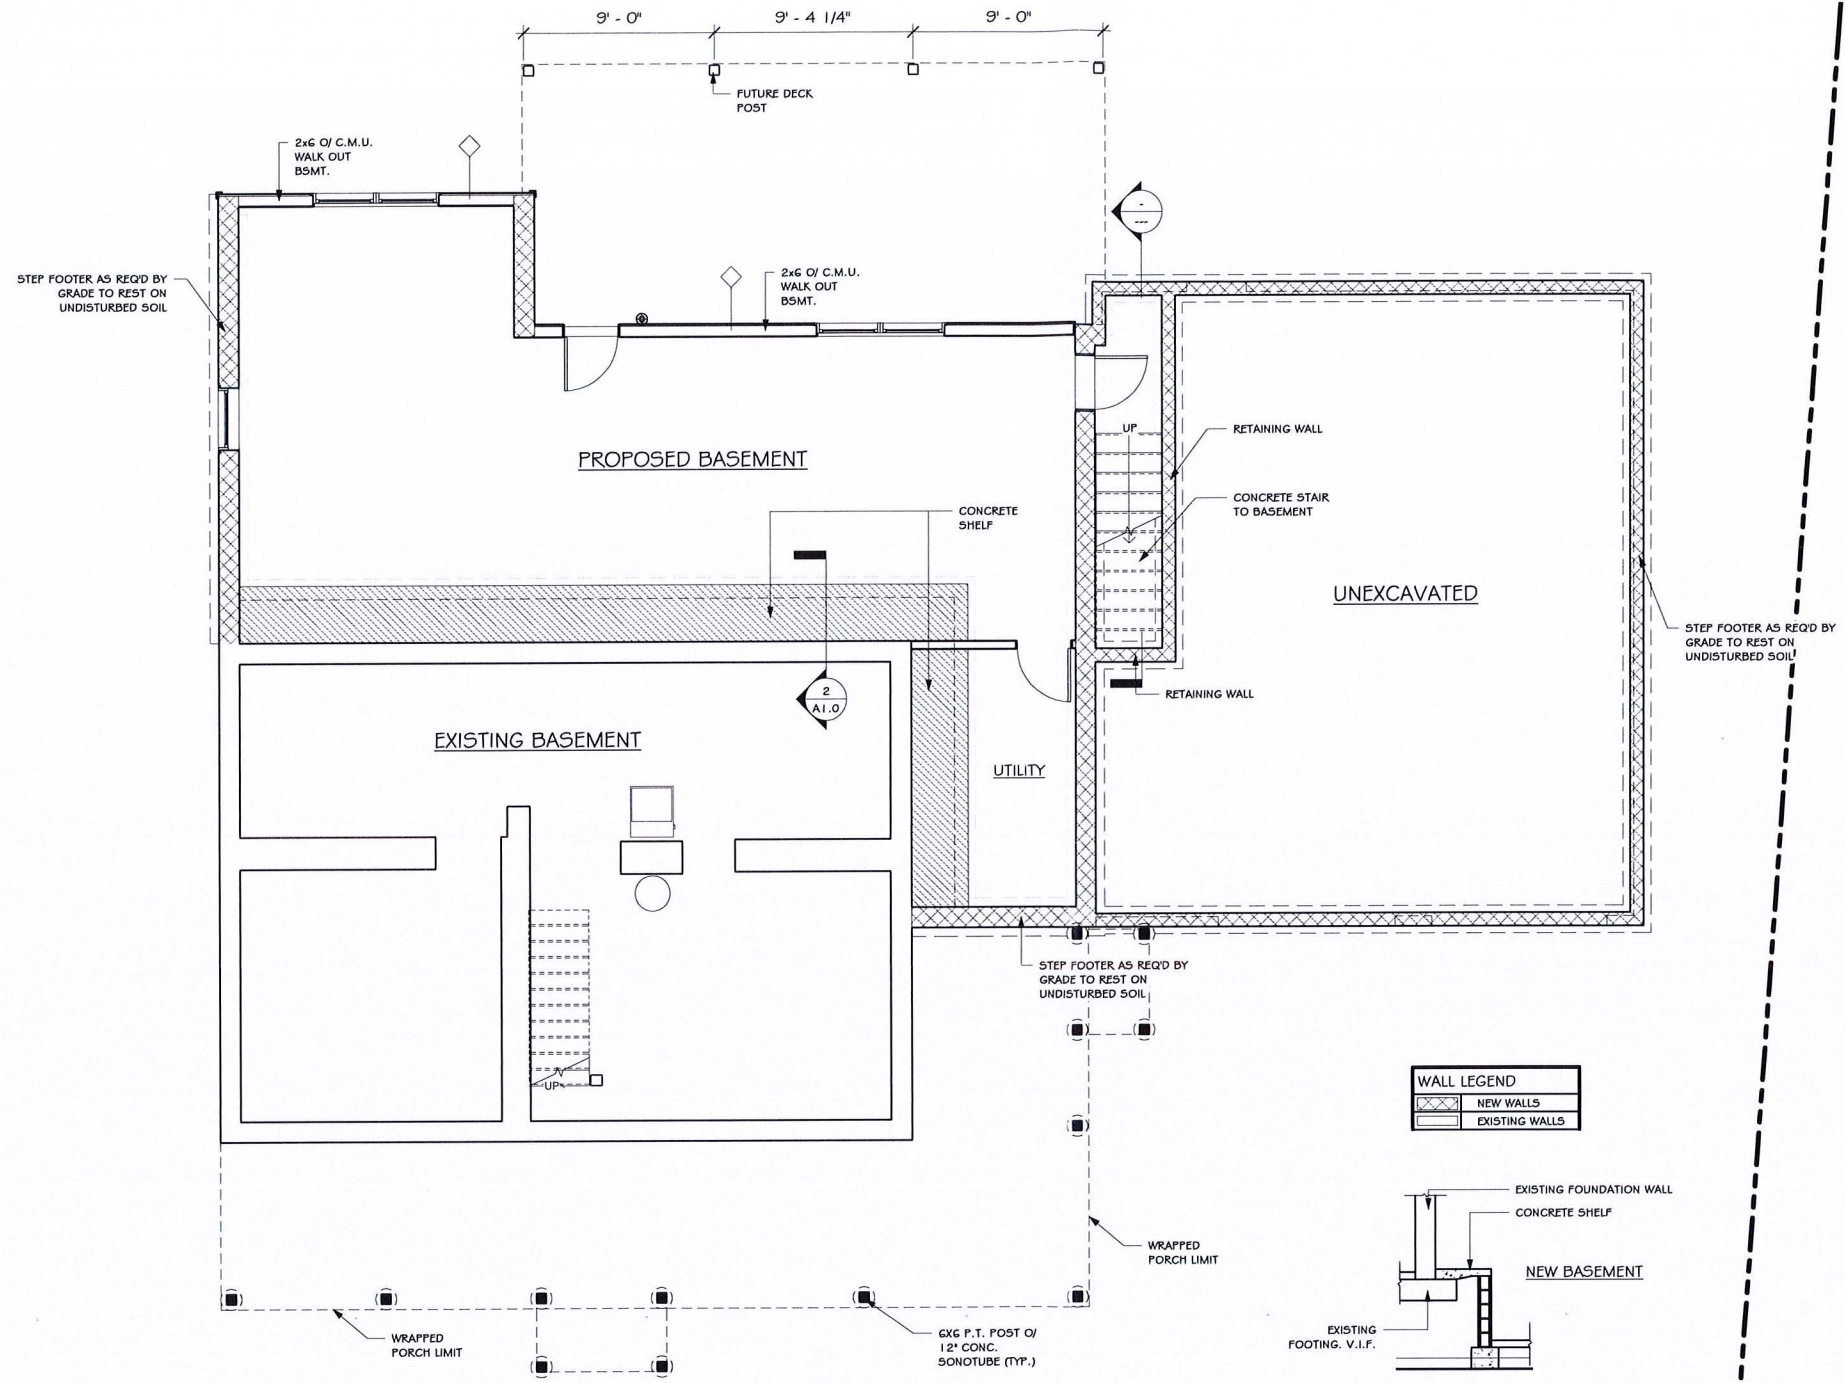 9' - 0"
9' - 4 1/4"
9' - 0"
FUTURE DECK
POST
2x6 O/ C.M.U.
WALK OUT
BSMT.
-
---
STEP FOOTER AS REQ'D BY
GRADE TO REST ON
UNDISTURBED SOIL
2x6 O/ C.M.U.
WALK OUT
BSMT.
UP
RETAINING WALL
PROPOSED BASEMENT
CONCRETE
SHELF
CONCRETE STAIR
TO BASEMENT
UNEXCAVATED
STEP FOOTER AS REQ'D BY
GRADE TO REST ON
UNDISTURBED SOIL
2
A1.0
RETAINING WALL
EXISTING BASEMENT
UTILITY
STEP FOOTER AS REQ'D BY
GRADE TO REST ON
UNDISTURBED SOIL
UP
WALL LEGEND
NEW WALLS
EXISTING WALLS
EXISTING FOUNDATION WALL
CONCRETE SHELF
WRAPPED
PORCH LIMIT
NEW BASEMENT
WRAPPED
PORCH LIMIT
6X6 P.T. POST O/
12" CONC.
SONOTUBE (TYP.)
EXISTING
FOOTING. V.I.F.